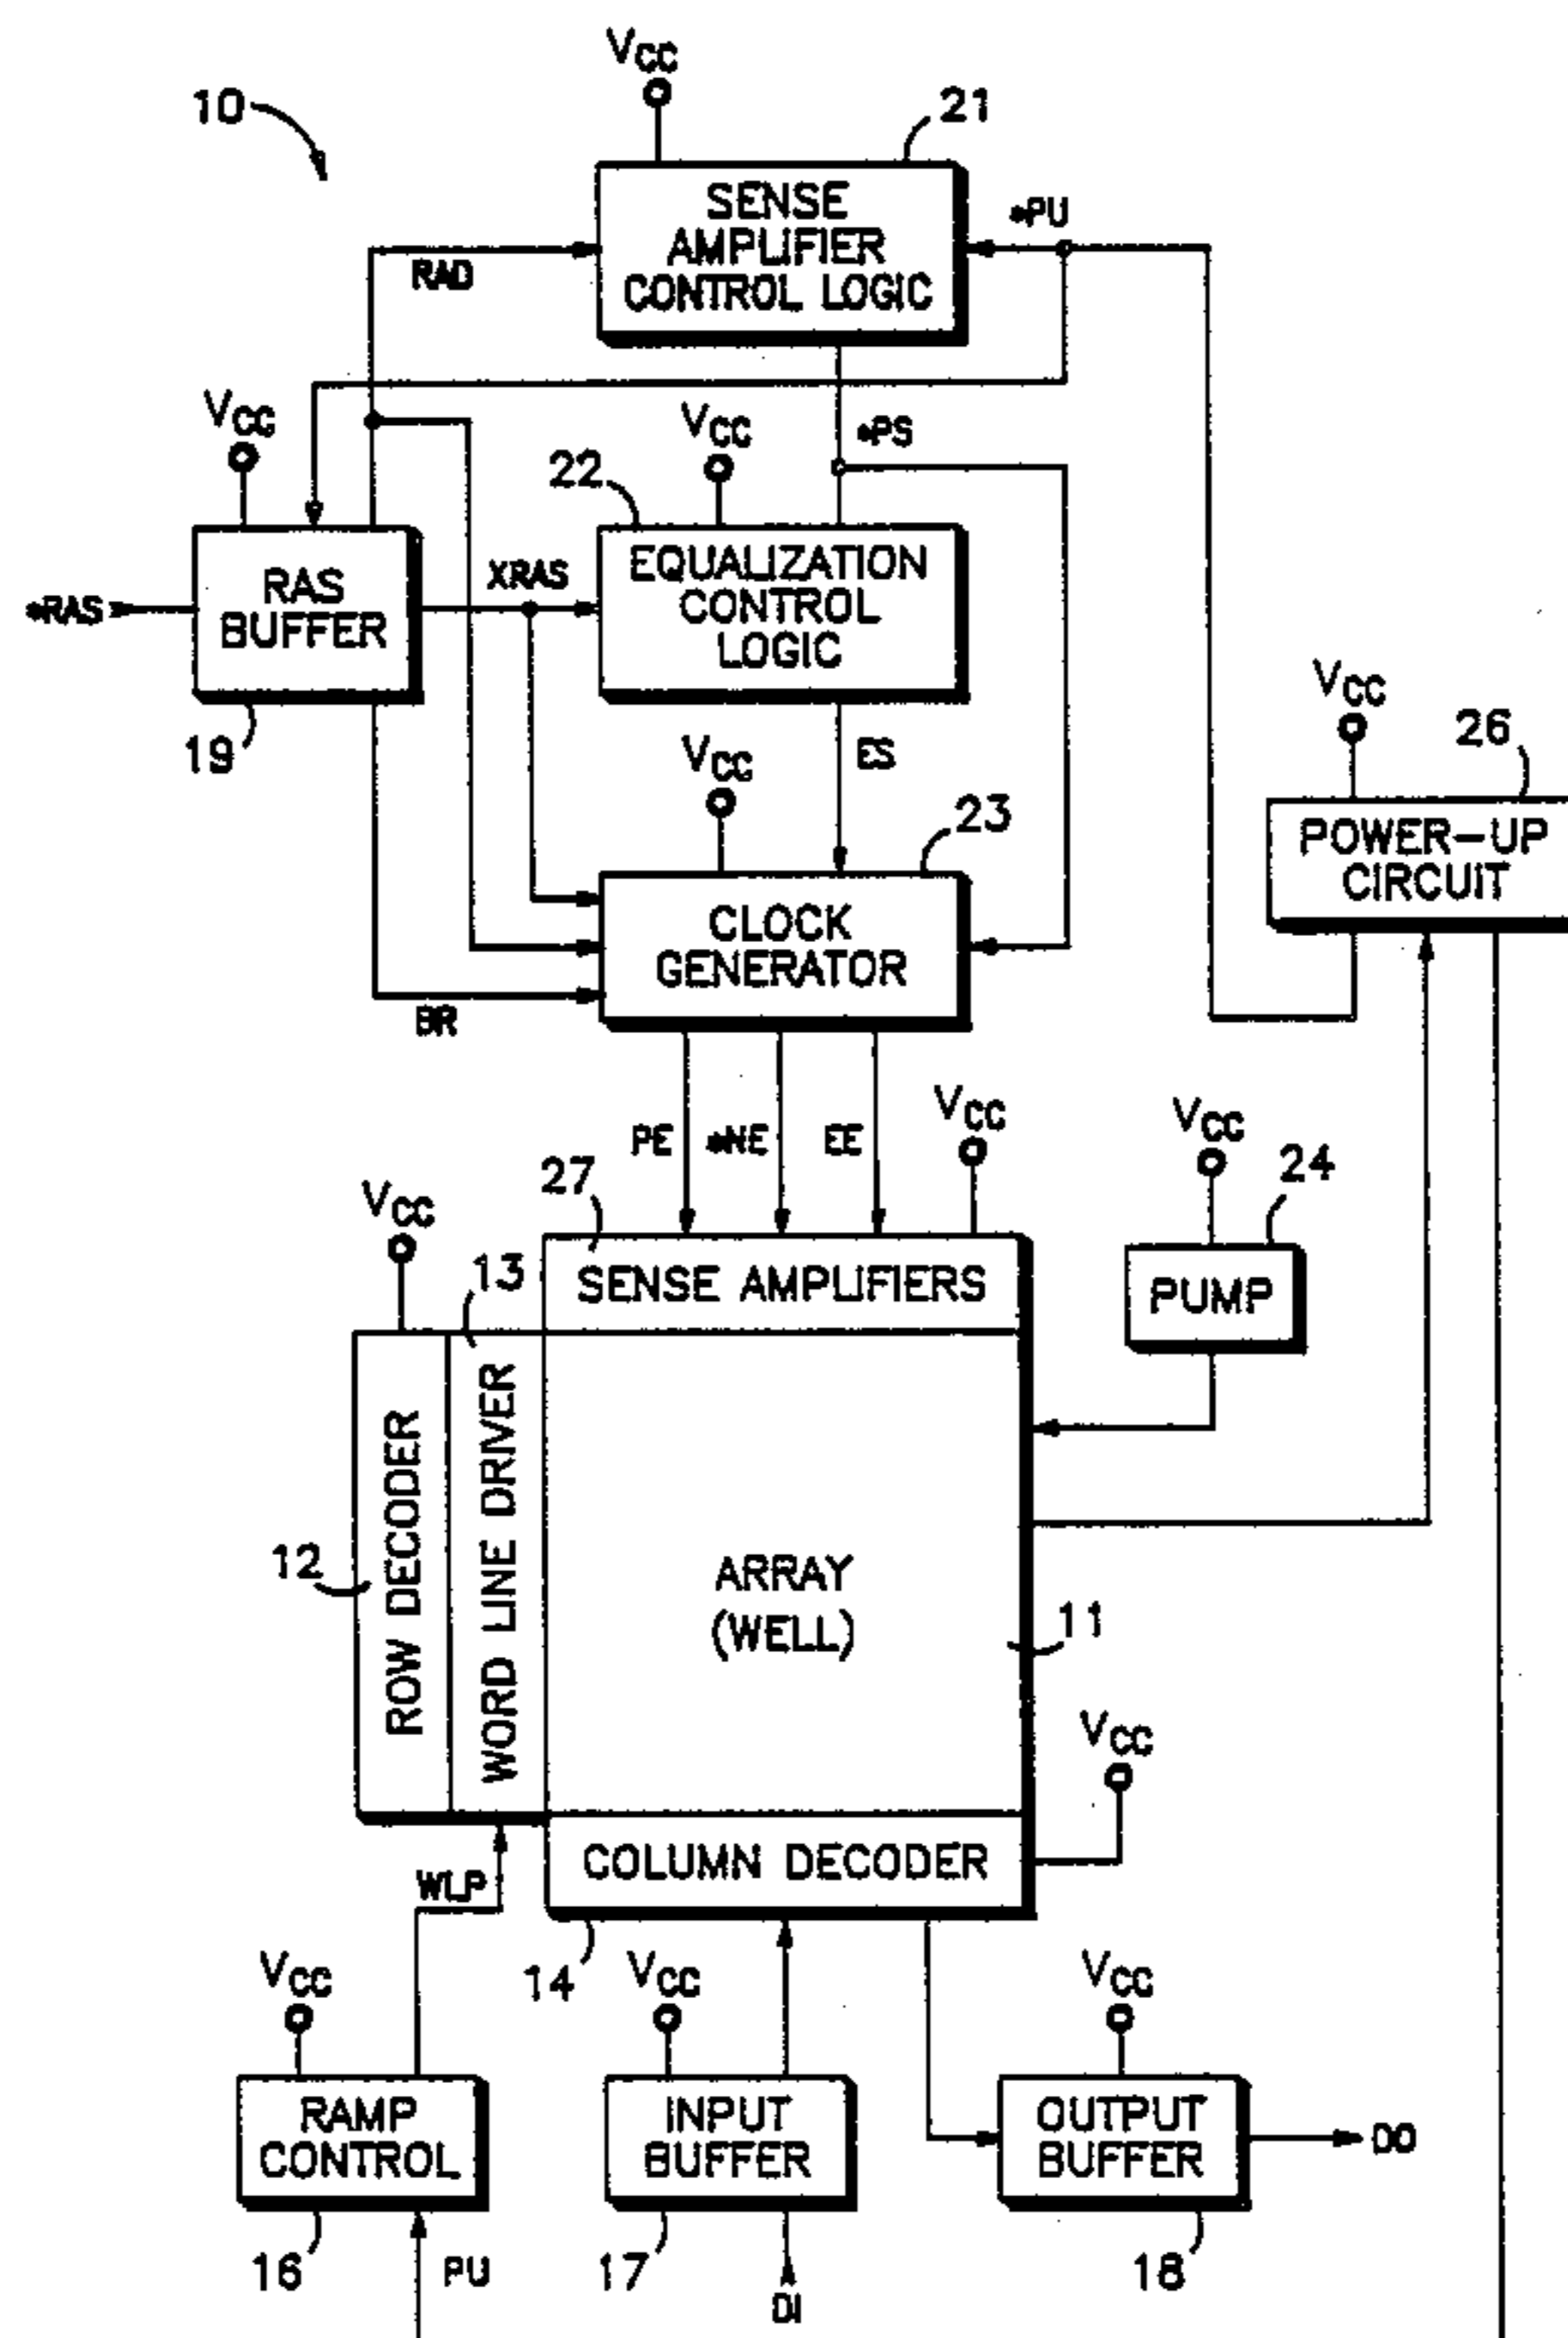 VCC
10
21
SENSE
AMPLIFIER
CONTROL LOGIC
*PU
RAD
VCC
VCC
*PS
22
RAS
BUFFER
XRAS
EQUALIZATION
CONTROL
LOGIC
*RAS
19
VCC
ES
VCC
26
23
POWER-UP
CIRCUIT
CLOCK
GENERATOR
BR
PE
*NE
EE
VCC
VCC
27
24
VCC
13
SENSE AMPLIFIERS
PUMP
ROW DECODER
WORD LINE DRIVER
12
ARRAY
(WELL)
11
VCC
COLUMN DECODER
WLP
14
VCC
VCC
VCC
RAMP
CONTROL
INPUT
BUFFER
OUTPUT
BUFFER
DO
16
PU
17
DI
18